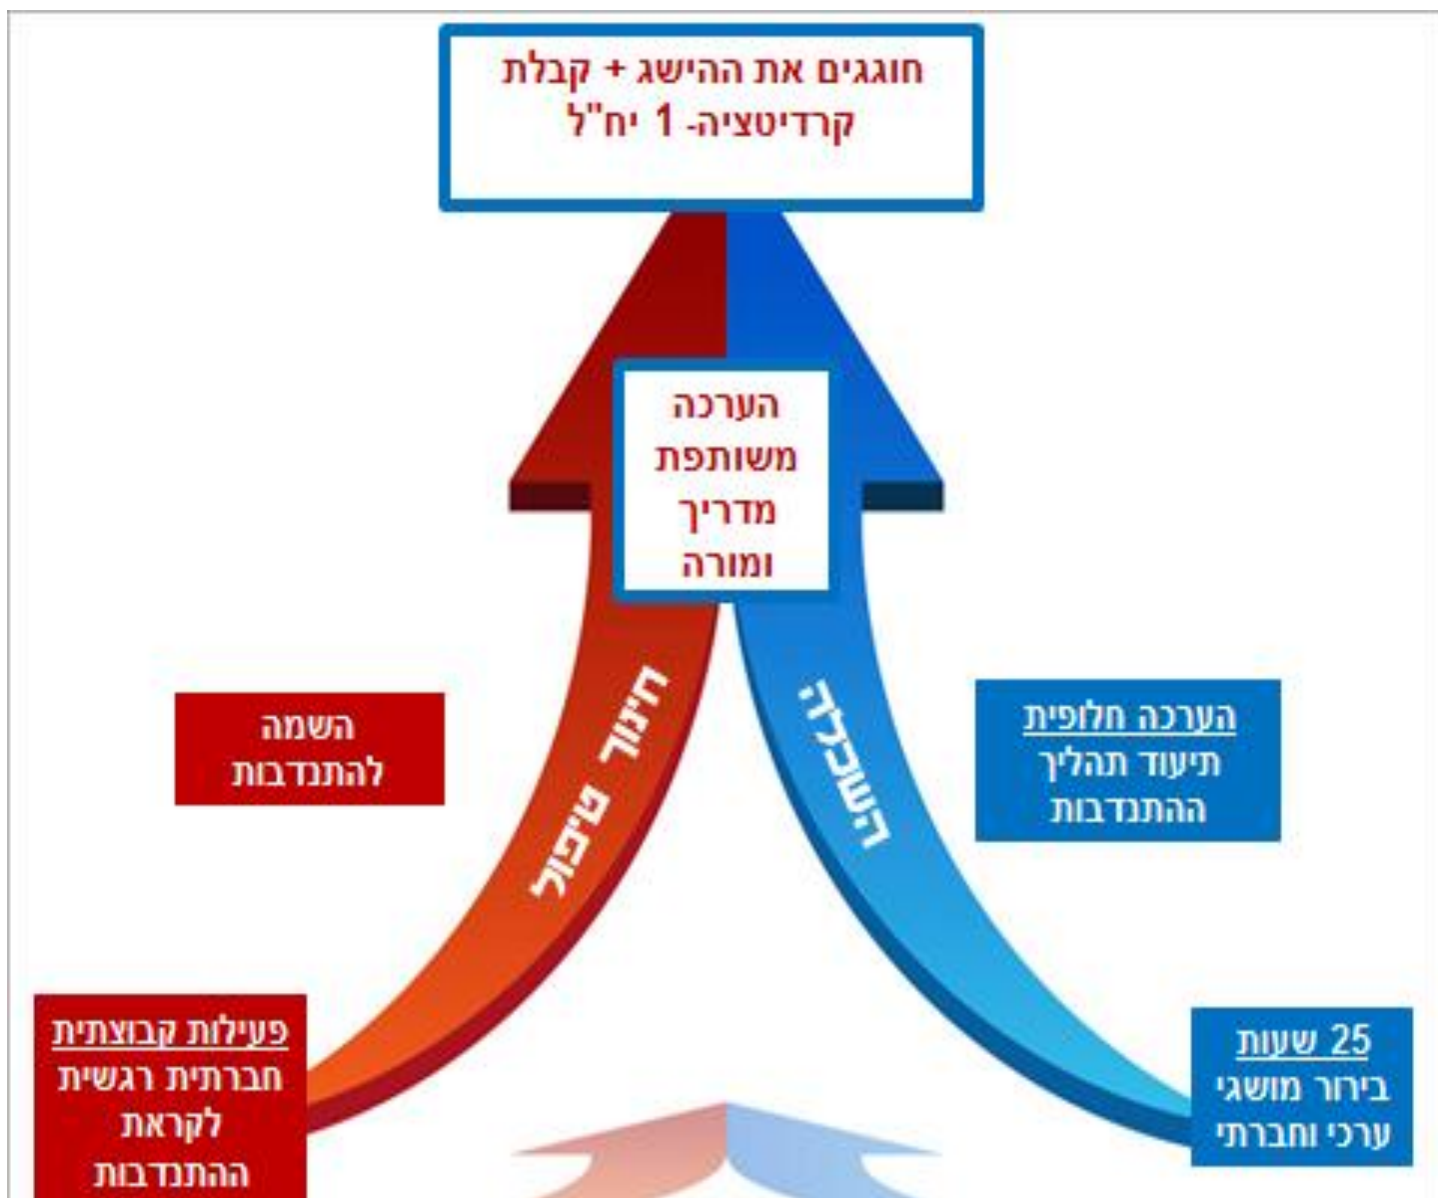 חוגגים את ההישג + קבלת
קרדיטציה- 1 יח"ל
הערכה
משותפת
מדריך
ומורה
חינוך טיפול
השכלה
הערכה חלופית
תיעוד תהליך
ההתנדבות
השמה
להתנדבות
25 שעות
בירור מושגי
ערכי וחברתי
פעילות קבוצתית
חברתית רגשית
לקראת
ההתנדבות